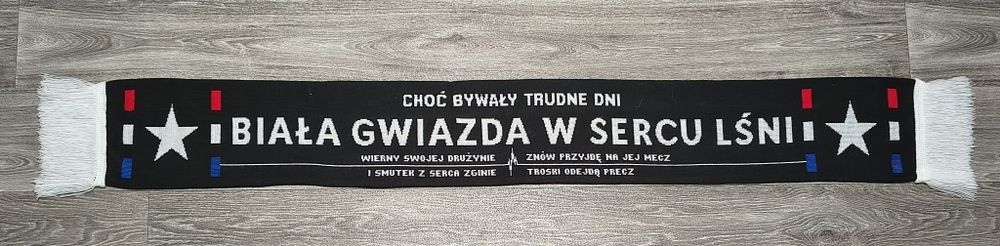 CHOĆ BYWAŁY TRUDNE DNI
BIAŁA GWIAZDA W SERCU LŚNI
WIERNY SWOJEJ DRUŻYNIE ZNÓW PRZYJDĘ NA JEJ MECZ
I SMUTEK Z SERCA ZGINIE TROSKI ODEJDĄ PRECZ